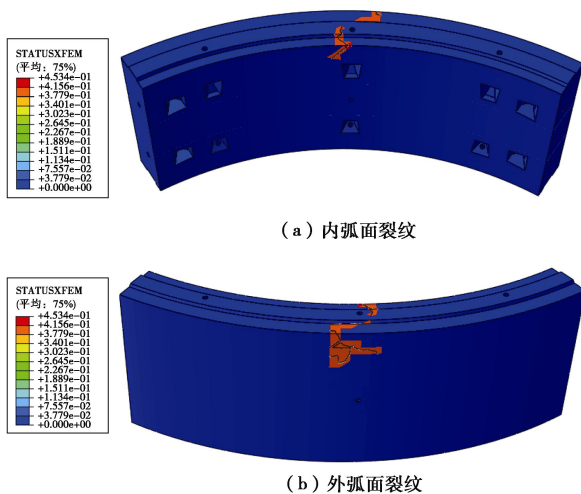 STATUSXFEM
(平均: 75%)
+4.534e-01
+4.156e-01
+3.779e-01
+3.401e-01
+3.023e-01
+2.645e-01
+2.267e-01
+1.889e-01
+1.511e-01
+1.134e-01
+7.557e-02
+3.779e-02
+0.000e+00
(a)内弧面裂纹
STATUSXFEM
(平均: 75%)
+4.534e-01
+4.156e-01
+3.779e-01
+3.401e-01
+3.023e-01
+2.645e-01
+2.267e-01
+1.889e-01
+1.511e-01
+1.134e-01
+7.557e-02
+3.779e-02
+0.000e+00
(b)外弧面裂纹